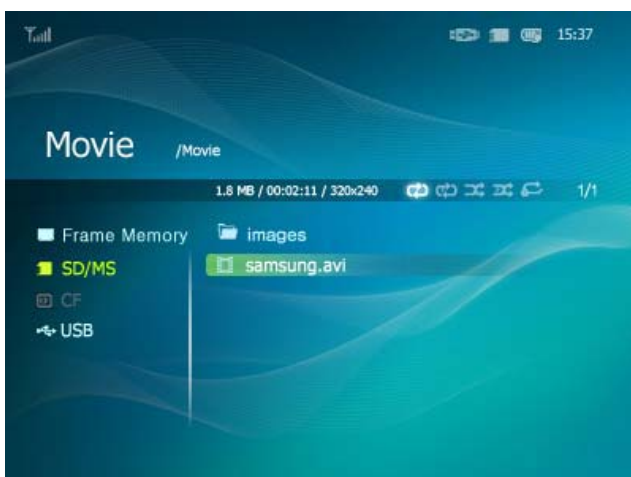 15:37
Movie /Movie
1.8 MB / 00:02:11 / 320x240 1/1
Frame Memory
images
SD/MS
samsung.avi
CF
USB